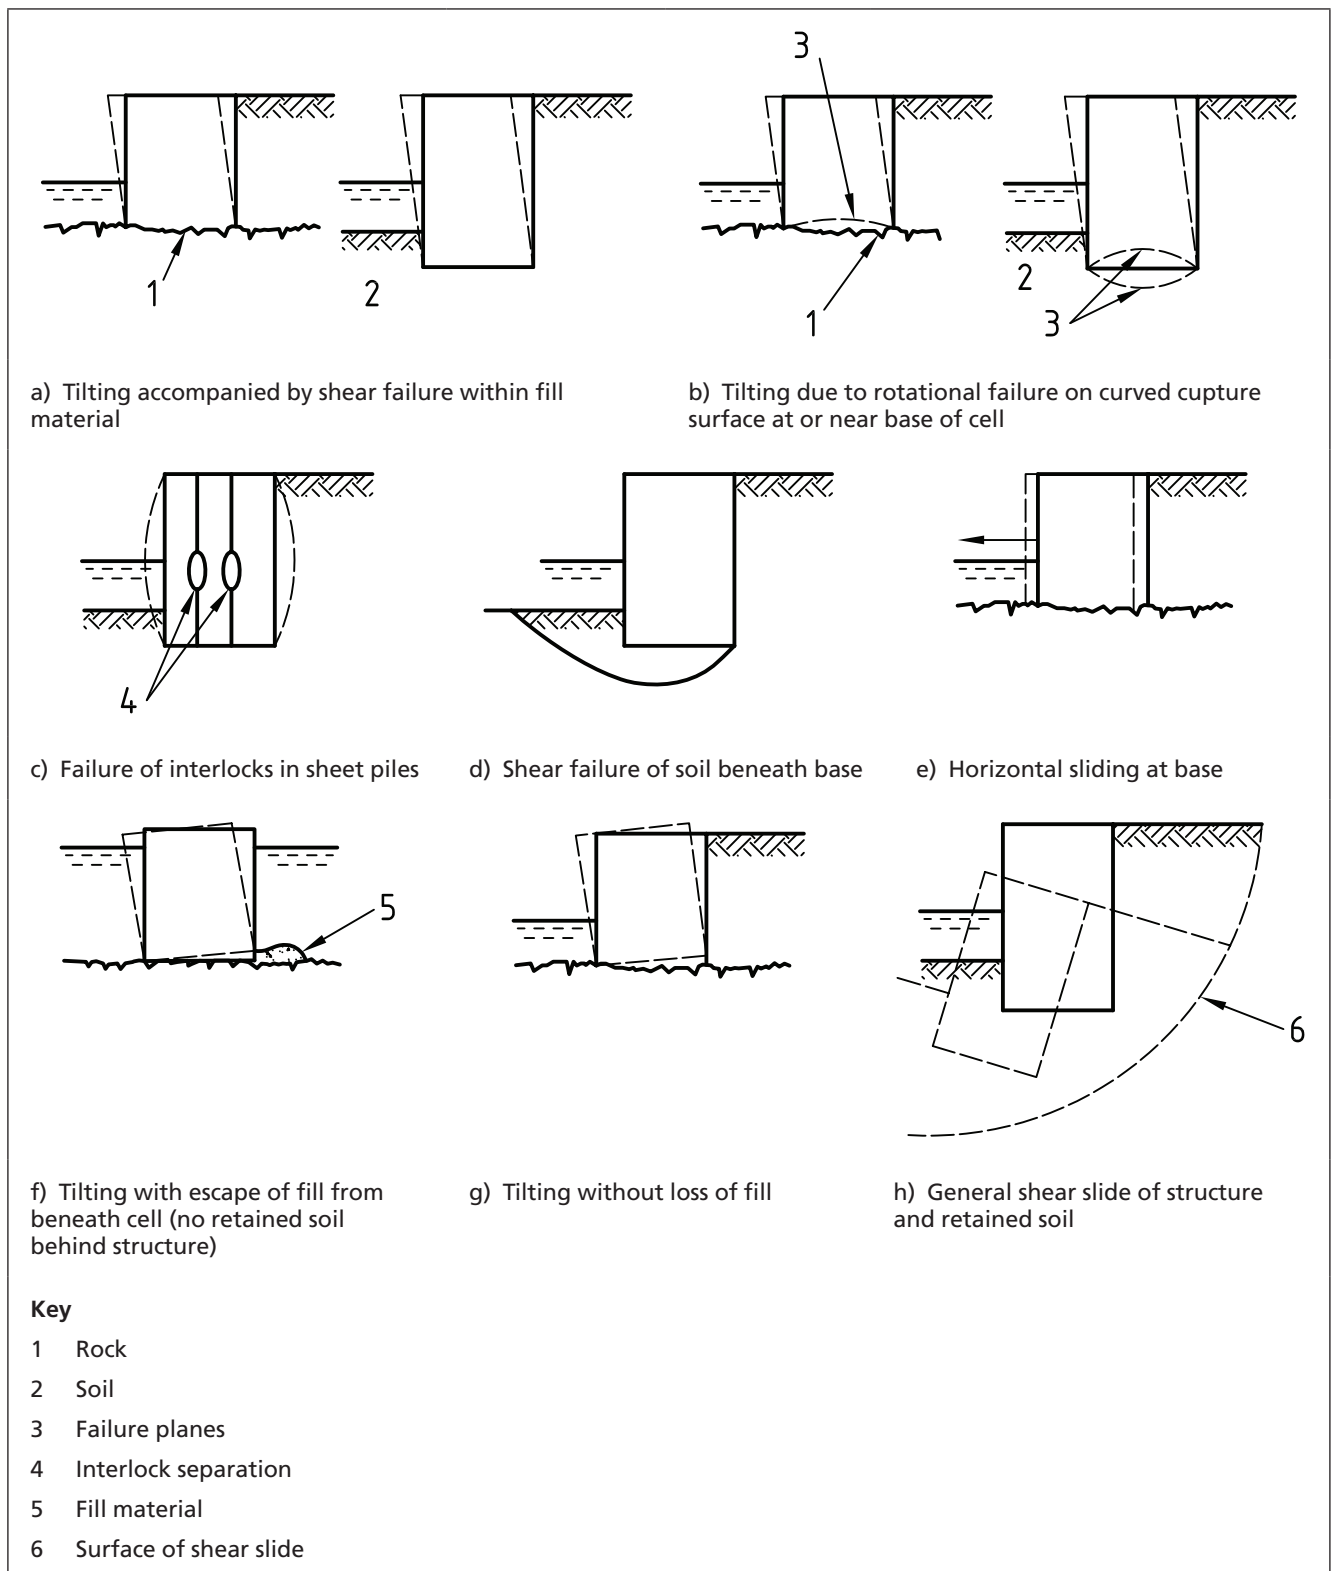 3
1
2
1
2
3
a) Tilting accompanied by shear failure within fill
material
b) Tilting due to rotational failure on curved cupture
surface at or near base of cell
4
c) Failure of interlocks in sheet piles
d) Shear failure of soil beneath base
e) Horizontal sliding at base
5
6
f) Tilting with escape of fill from
beneath cell (no retained soil
behind structure)
g) Tilting without loss of fill
h) General shear slide of structure
and retained soil
Key
1 Rock
2 Soil
3 Failure planes
4 Interlock separation
5 Fill material
6 Surface of shear slide